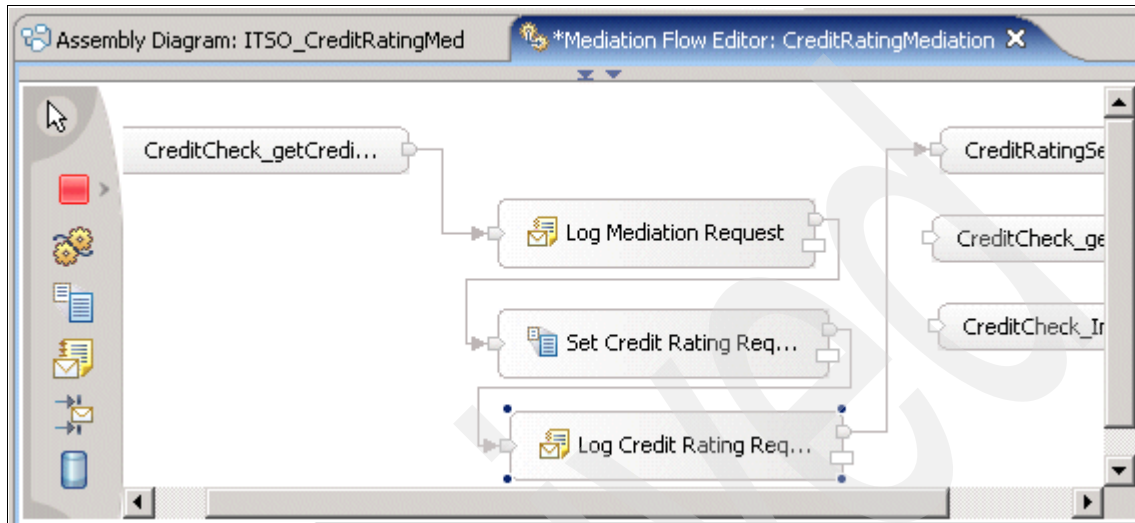 Assembly Diagram: ITSO_CreditRatingMed
*Mediation Flow Editor: CreditRatingMediation
CreditCheck_getCredi...
CreditRatingSe
Log Mediation Request
CreditCheck_ge
Set Credit Rating Req...
CreditCheck_Ir
Log Credit Rating Req...